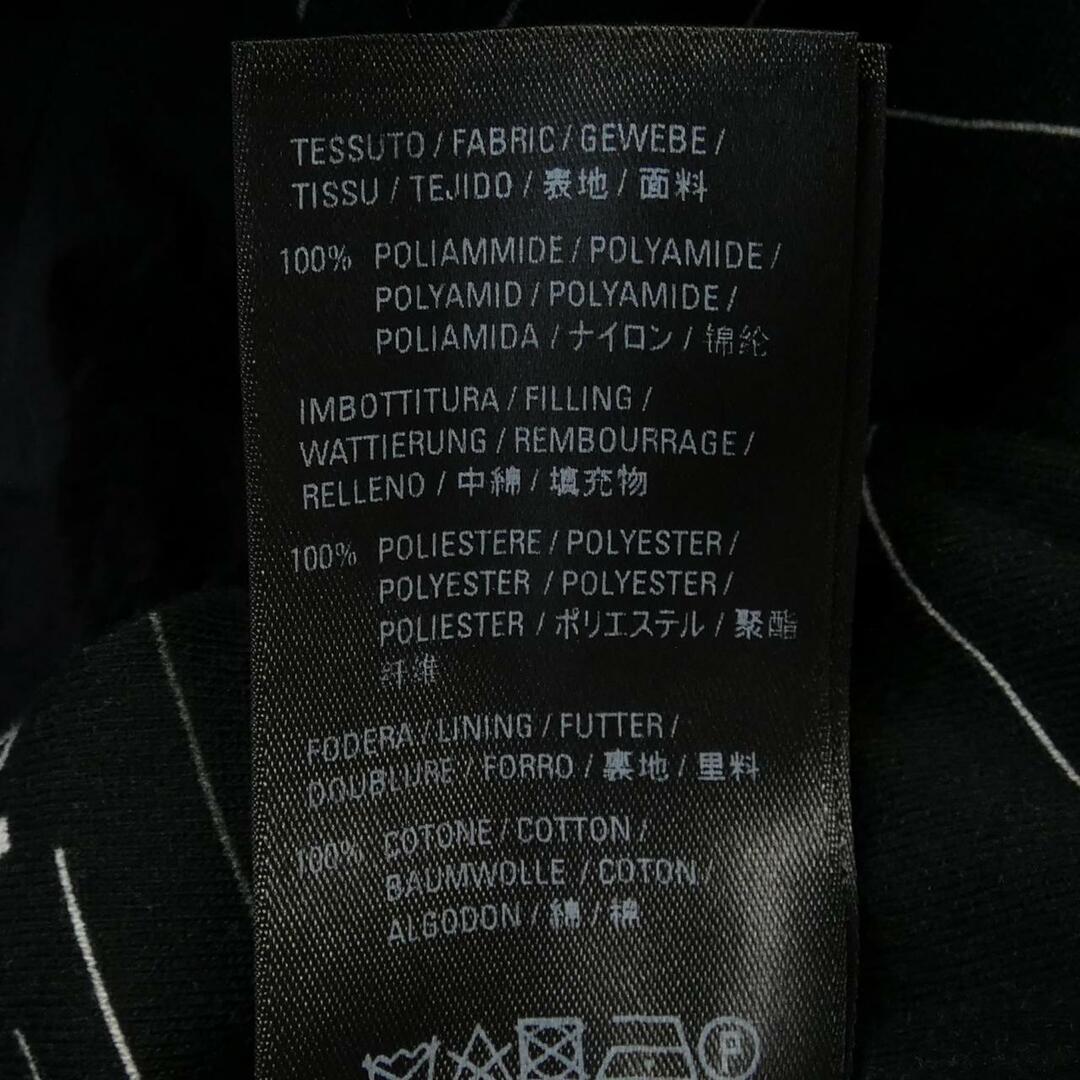 TESSUTO / FABRIC / GEWEBE /
TISSU / TEJIDO / 表地 / 面料
100% POLIAMMIDE / POLYAMIDE /
POLYAMID / POLYAMIDE /
POLIAMIDA / ナイロン / 锦纶
IMBOTTITURA / FILLING /
WATTIERUNG / REMBOURRAGE /
RELLENO / 中綿 / 填充物
100% POLIESTERE / POLYESTER /
POLYESTER / POLYESTER /
POLIESTER / ポリエステル / 聚酯
纤维
FODERA / LINING / FUTTER /
DOUBLURE / FORRO / 裏地 / 里料
100% COTONE / COTTON /
BAUMWOLLE / COTON /
ALGODON / 綿 / 棉
P